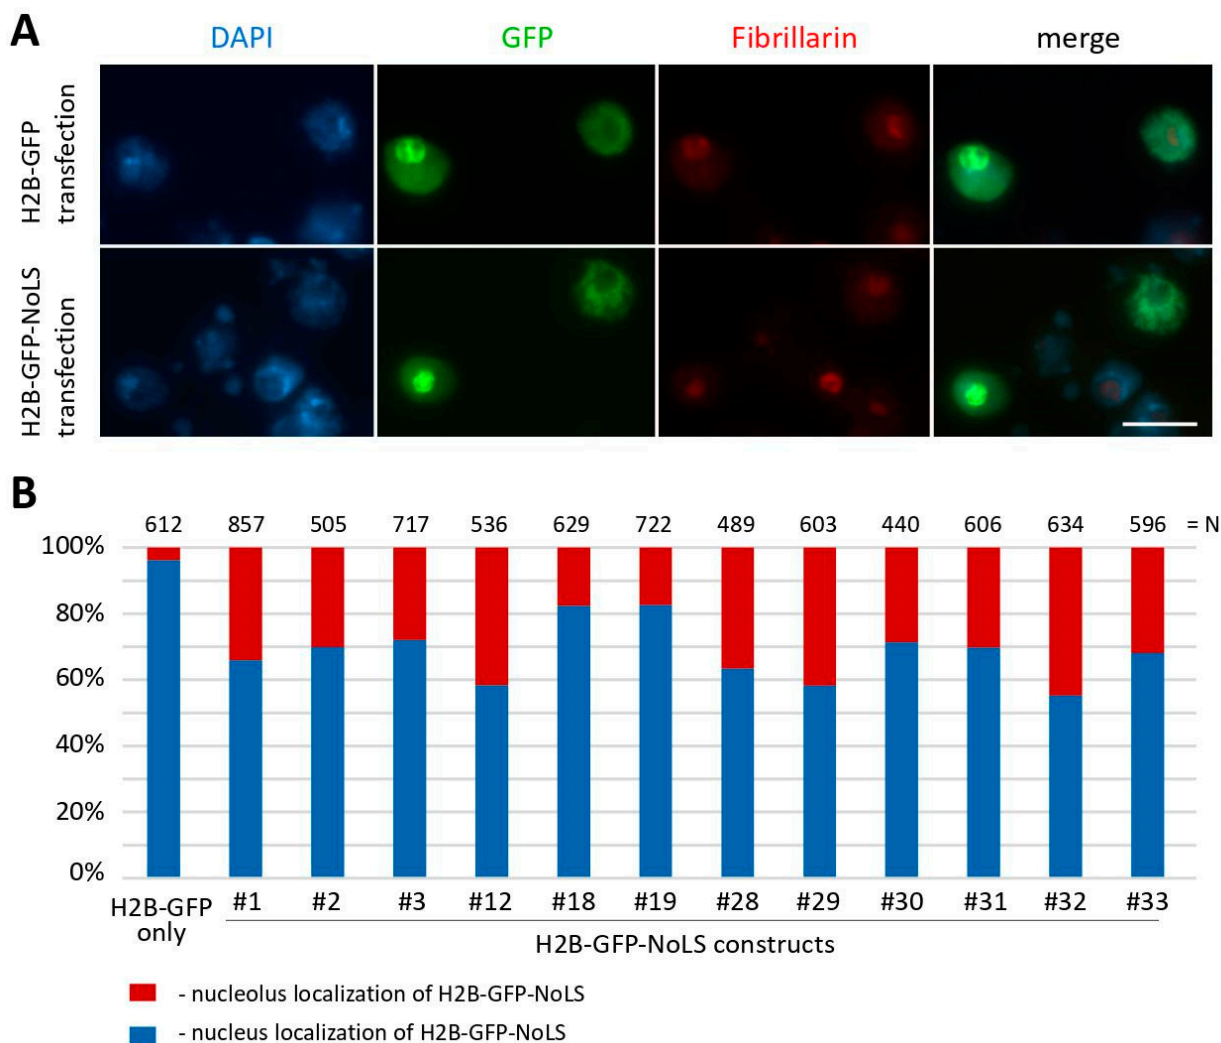 A
DAPI GFP Fibrillarin merge
H2B-GFP
transfection
H2B-GFP-NoLS
transfection
B
612 857 505 717 536 629 722 489 603 440 606 634 596 = N
100%
80%
60%
40%
20%
0%
H2B-GFP
only
#1 #2 #3 #12 #18 #19 #28 #29 #30 #31 #32 #33
H2B-GFP-NoLS constructs
- nucleolus localization of H2B-GFP-NoLS
- nucleus localization of H2B-GFP-NoLS